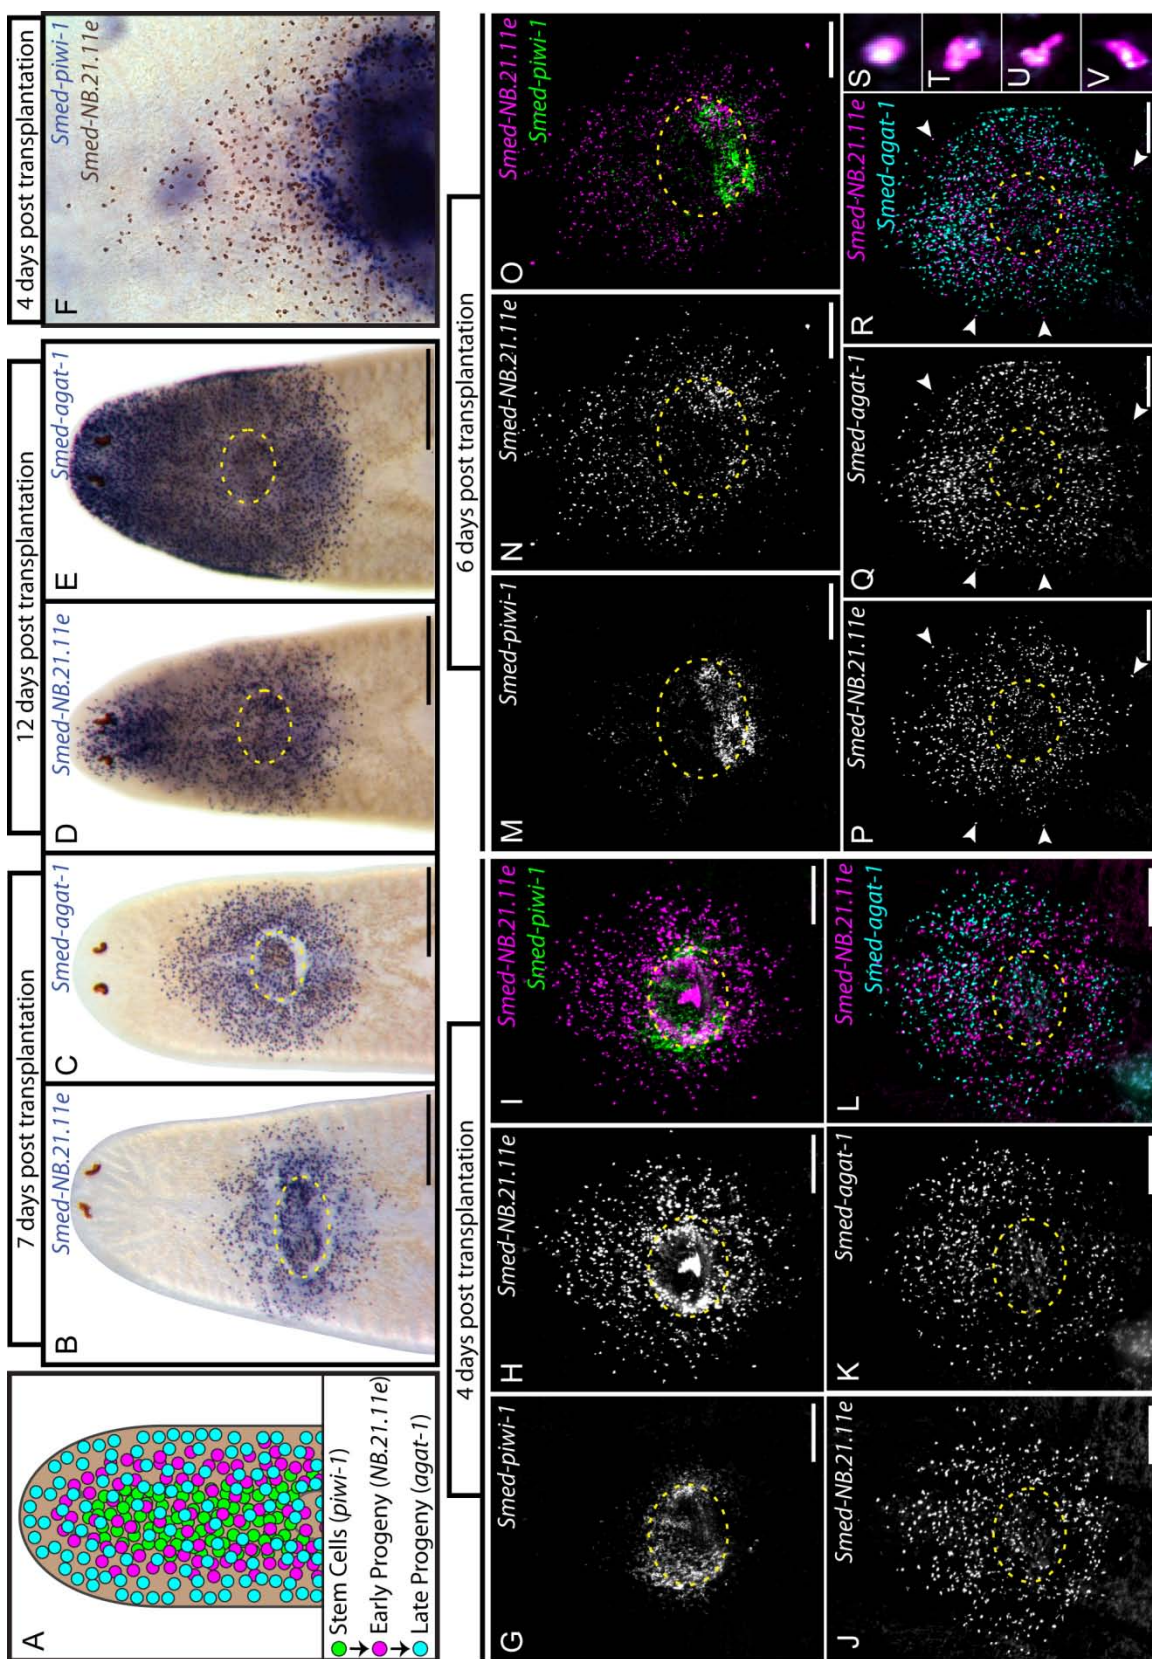 A
Stem Cells (piwi-1)
Early Progeny (NB.21.11e)
Late Progeny (agat-1)
7 days post transplantation
B
Smed-NB.21.11e
C
Smed-agat-1
12 days post transplantation
D
Smed-NB.21.11e
E
Smed-agat-1
4 days post transplantation
F
Smed-piwi-1
Smed-NB.21.11e
4 days post transplantation
G
Smed-piwi-1
H
Smed-NB.21.11e
I
Smed-NB.21.11e
Smed-piwi-1
J
Smed-NB.21.11e
K
Smed-agat-1
L
Smed-NB.21.11e
Smed-agat-1
6 days post transplantation
M
Smed-piwi-1
N
Smed-NB.21.11e
O
Smed-NB.21.11e
Smed-piwi-1
P
Smed-NB.21.11e
Q
Smed-agat-1
R
Smed-NB.21.11e
Smed-agat-1
S
T
U
V